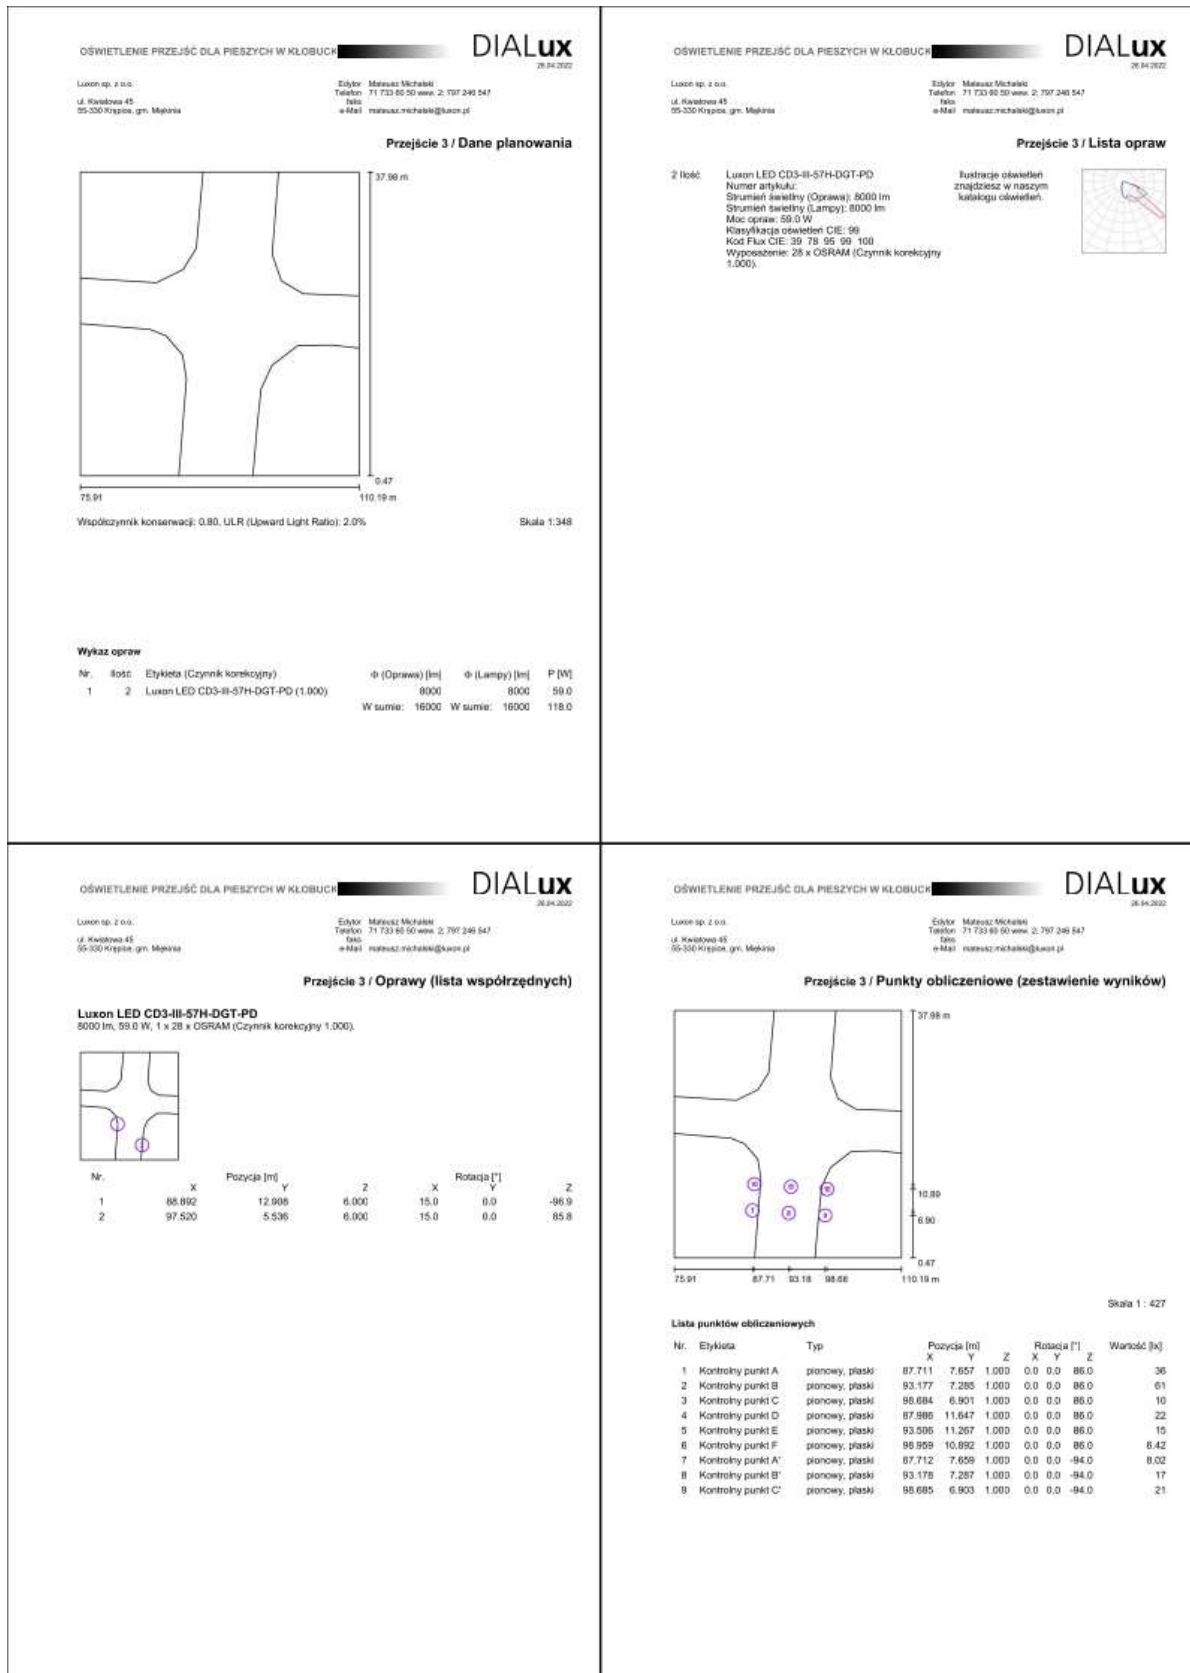 OŚWIETLENIE PRZEJŚĆ DLA PIESZYCH W KŁOBUCK
DIALux
26.04.2022
Luxon sp. z o.o.
ul. Kwiatowa 45
55-330 Krępice, gm. Miękinia
Edytor Mateusz Michalski
Telefon 71 733 60 50 wew. 2; 797 246 547
faks
e-Mail mateusz.michalski@luxon.pl
Przejście 3 / Dane planowania
37.98 m
0.47
75.91
110.19 m
Współczynnik konserwacji: 0.80, ULR (Upward Light Ratio): 2.0%
Skala 1:348
Wykaz opraw
Nr. Ilość Etykieta (Czynnik korekcyjny) Φ (Oprawa) [lm] Φ (Lampy) [lm] P [W]
1 2 Luxon LED CD3-III-57H-DGT-PD (1.000) 8000 8000 59.0
W sumie: 16000 W sumie: 16000 118.0
OŚWIETLENIE PRZEJŚĆ DLA PIESZYCH W KŁOBUCK
DIALux
26.04.2022
Luxon sp. z o.o.
ul. Kwiatowa 45
55-330 Krępice, gm. Miękinia
Edytor Mateusz Michalski
Telefon 71 733 60 50 wew. 2; 797 246 547
faks
e-Mail mateusz.michalski@luxon.pl
Przejście 3 / Lista opraw
2 Ilość
Luxon LED CD3-III-57H-DGT-PD
Numer artykułu:
Strumień świetlny (Oprawa): 8000 lm
Strumień świetlny (Lampy): 8000 lm
Moc opraw: 59.0 W
Klasyfikacja oświetleń CIE: 99
Kod Flux CIE: 39 78 95 99 100
Wyposażenie: 28 x OSRAM (Czynnik korekcyjny
1.000).
Ilustracje oświetleń
znajdziesz w naszym
katalogu oświetleń.
OŚWIETLENIE PRZEJŚĆ DLA PIESZYCH W KŁOBUCK
DIALux
26.04.2022
Luxon sp. z o.o.
ul. Kwiatowa 45
55-330 Krępice, gm. Miękinia
Edytor Mateusz Michalski
Telefon 71 733 60 50 wew. 2; 797 246 547
faks
e-Mail mateusz.michalski@luxon.pl
Przejście 3 / Oprawy (lista współrzędnych)
Luxon LED CD3-III-57H-DGT-PD
8000 lm, 59.0 W, 1 x 28 x OSRAM (Czynnik korekcyjny 1.000).
Nr. Pozycja [m] Rotacja [°]
X Y Z X Y Z
1 88.892 12.908 6.000 15.0 0.0 -96.9
2 97.520 5.536 6.000 15.0 0.0 85.8
OŚWIETLENIE PRZEJŚĆ DLA PIESZYCH W KŁOBUCK
DIALux
26.04.2022
Luxon sp. z o.o.
ul. Kwiatowa 45
55-330 Krępice, gm. Miękinia
Edytor Mateusz Michalski
Telefon 71 733 60 50 wew. 2; 797 246 547
faks
e-Mail mateusz.michalski@luxon.pl
Przejście 3 / Punkty obliczeniowe (zestawienie wyników)
37.98 m
10.89
6.90
0.47
75.91 87.71 93.18 98.68 110.19 m
Skala 1 : 427
Lista punktów obliczeniowych
Nr. Etykieta Typ Pozycja [m] Rotacja [°] Wartość [lx]
X Y Z X Y Z
1 Kontrolny punkt A pionowy, płaski 87.711 7.657 1.000 0.0 0.0 86.0 36
2 Kontrolny punkt B pionowy, płaski 93.177 7.285 1.000 0.0 0.0 86.0 61
3 Kontrolny punkt C pionowy, płaski 98.684 6.901 1.000 0.0 0.0 86.0 10
4 Kontrolny punkt D pionowy, płaski 87.986 11.647 1.000 0.0 0.0 86.0 22
5 Kontrolny punkt E pionowy, płaski 93.506 11.267 1.000 0.0 0.0 86.0 15
6 Kontrolny punkt F pionowy, płaski 98.959 10.892 1.000 0.0 0.0 86.0 8.42
7 Kontrolny punkt A' pionowy, płaski 87.712 7.659 1.000 0.0 0.0 -94.0 8.02
8 Kontrolny punkt B' pionowy, płaski 93.178 7.287 1.000 0.0 0.0 -94.0 17
9 Kontrolny punkt C' pionowy, płaski 98.685 6.903 1.000 0.0 0.0 -94.0 21